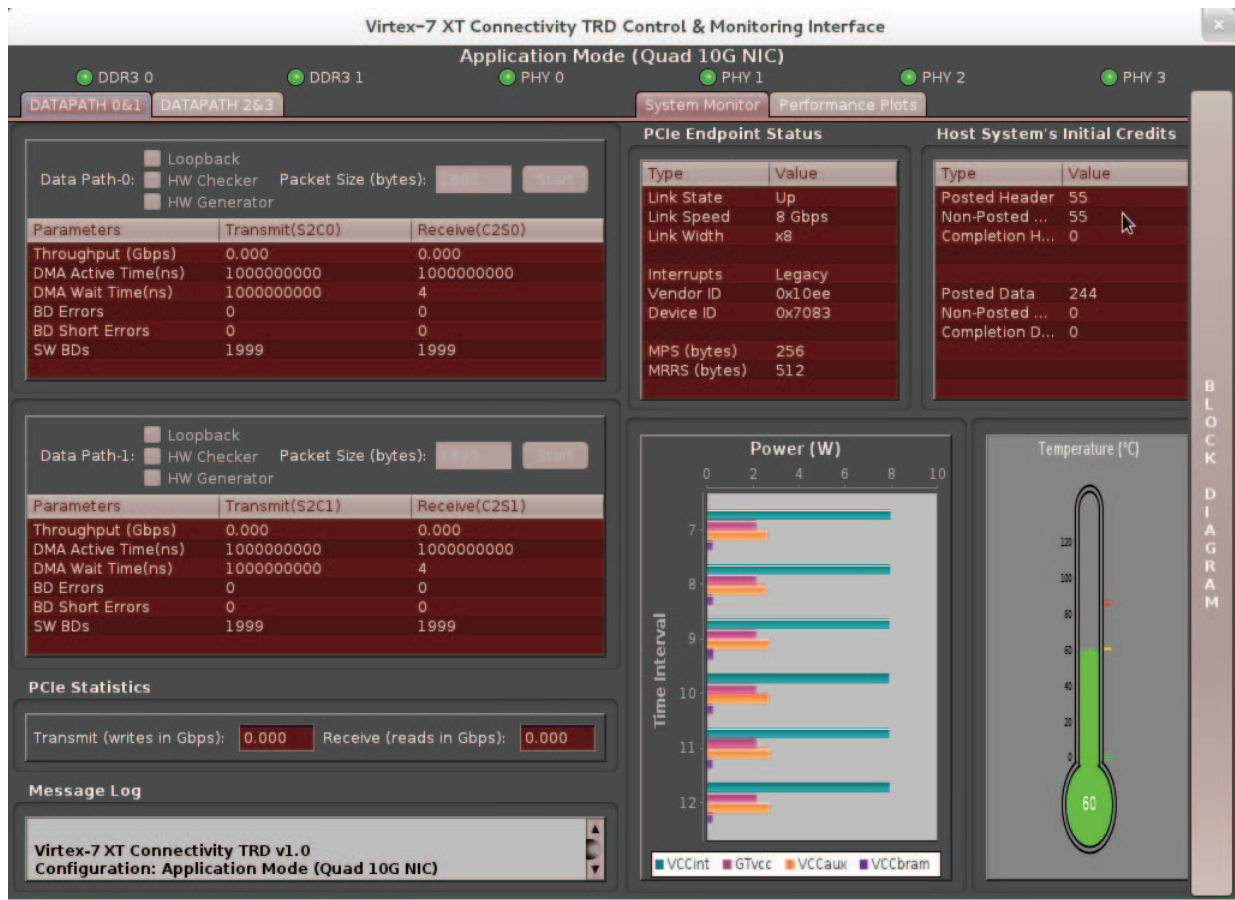 Virtex-7 XT Connectivity TRD Control & Monitoring Interface
Application Mode (Quad 10G NIC)
DDR3 0 DDR3 1 PHY 0 PHY 1 PHY 2 PHY 3
DATAPATH 0&1 DATAPATH 2&3
Data Path-0:
Loopback
HW Checker
HW Generator
Packet Size (bytes):
Start
Parameters Transmit(S2C0) Receive(C2S0)
Throughput (Gbps) 0.000 0.000
DMA Active Time(ns) 1000000000 1000000000
DMA Wait Time(ns) 1000000000 4
BD Errors 0 0
BD Short Errors 0 0
SW BDs 1999 1999
Data Path-1:
Loopback
HW Checker
HW Generator
Packet Size (bytes):
Start
Parameters Transmit(S2C1) Receive(C2S1)
Throughput (Gbps) 0.000 0.000
DMA Active Time(ns) 1000000000 1000000000
DMA Wait Time(ns) 1000000000 4
BD Errors 0 0
BD Short Errors 0 0
SW BDs 1999 1999
PCIe Statistics
Transmit (writes in Gbps): 0.000 Receive (reads in Gbps): 0.000
Message Log
Virtex-7 XT Connectivity TRD v1.0
Configuration: Application Mode (Quad 10G NIC)
System Monitor Performance Plots
PCIe Endpoint Status
Type Value
Link State Up
Link Speed 8 Gbps
Link Width x8
Interrupts Legacy
Vendor ID 0x10ee
Device ID 0x7083
MPS (bytes) 256
MRRS (bytes) 512
Host System's Initial Credits
Type Value
Posted Header 55
Non-Posted ... 55
Completion H... 0
Posted Data 244
Non-Posted ... 0
Completion D... 0
Power (W)
0 2 4 6 8 10
Time Interval
7
8
9
10
11
12
VCCint GTvcc VCCaux VCCbram
Temperature (°C)
120
100
80
60
40
20
0
60
BLOCK DIAGRAM